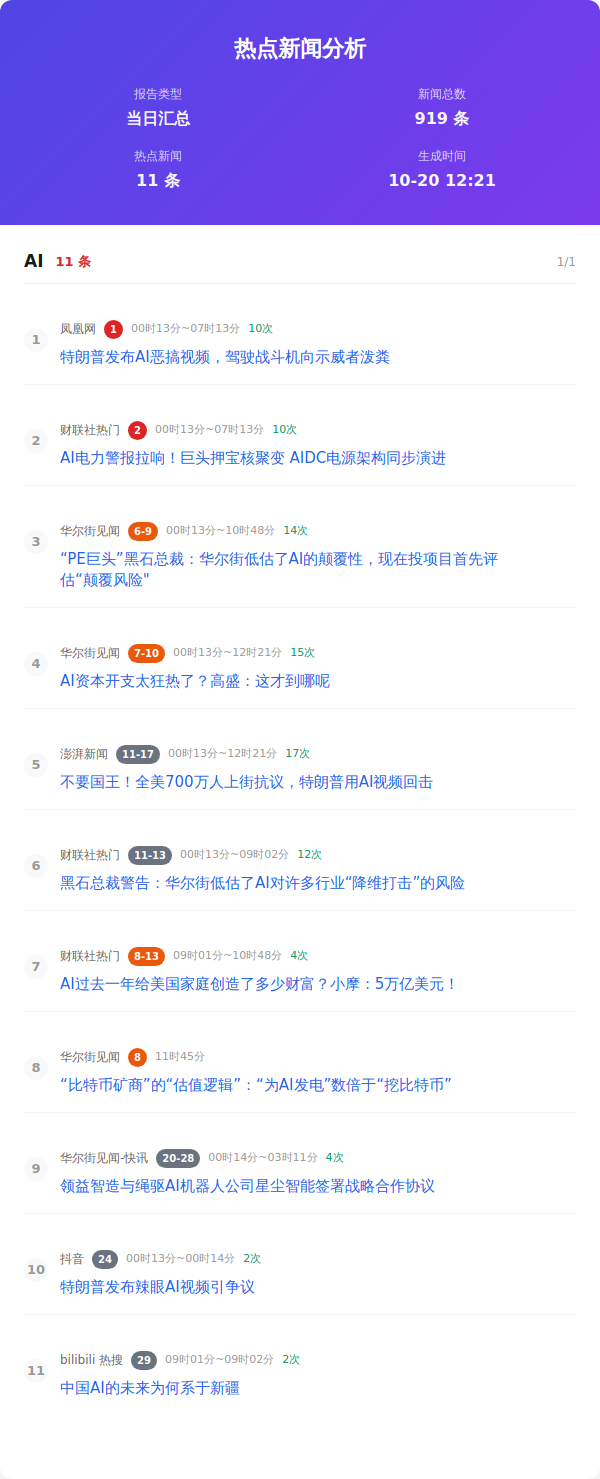 热点新闻分析
报告类型
新闻总数
当日汇总
919 条
热点新闻
生成时间
11 条
10-20 12:21
AI 11 条 1/1
1
凤凰网 1 00时13分~07时13分 10次
特朗普发布AI恶搞视频，驾驶战斗机向示威者泼粪
2
财联社热门 2 00时13分~07时13分 10次
AI电力警报拉响！巨头押宝核聚变 AIDC电源架构同步演进
3
华尔街见闻 6-9 00时13分~10时48分 14次
“PE巨头”黑石总裁：华尔街低估了AI的颠覆性，现在投项目首先评
估“颠覆风险"
4
华尔街见闻 7-10 00时13分~12时21分 15次
AI资本开支太狂热了？高盛：这才到哪呢
5
澎湃新闻 11-17 00时13分~12时21分 17次
不要国王！全美700万人上街抗议，特朗普用AI视频回击
6
财联社热门 11-13 00时13分~09时02分 12次
黑石总裁警告：华尔街低估了AI对许多行业“降维打击”的风险
7
财联社热门 8-13 09时01分~10时48分 4次
AI过去一年给美国家庭创造了多少财富？小摩：5万亿美元！
8
华尔街见闻 8 11时45分
“比特币矿商”的“估值逻辑”：“为AI发电”数倍于“挖比特币”
9
华尔街见闻-快讯 20-28 00时14分~03时11分 4次
领益智造与绳驱AI机器人公司星尘智能签署战略合作协议
10
抖音 24 00时13分~00时14分 2次
特朗普发布辣眼AI视频引争议
11
bilibili 热搜 29 09时01分~09时02分 2次
中国AI的未来为何系于新疆